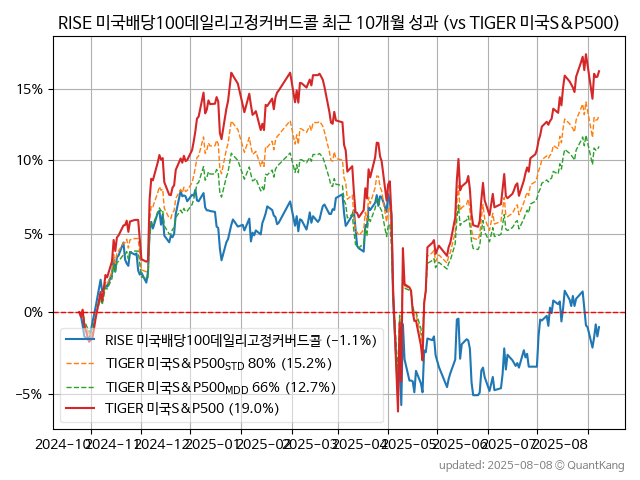 RISE 미국배당100데일리고정커버드콜 최근 10개월 성과 (vs TIGER 미국S&P500)
15%
10%
5%
0%
−5%
RISE 미국배당100데일리고정커버드콜 (−1.1%)
TIGER 미국S&P500STD 80% (15.2%)
TIGER 미국S&P500MDD 66% (12.7%)
TIGER 미국S&P500 (19.0%)
2024-10 2024-11 2024-12 2025-01 2025-02 2025-03 2025-04 2025-05 2025-06 2025-07 2025-08
updated: 2025-08-08 © QuantKang